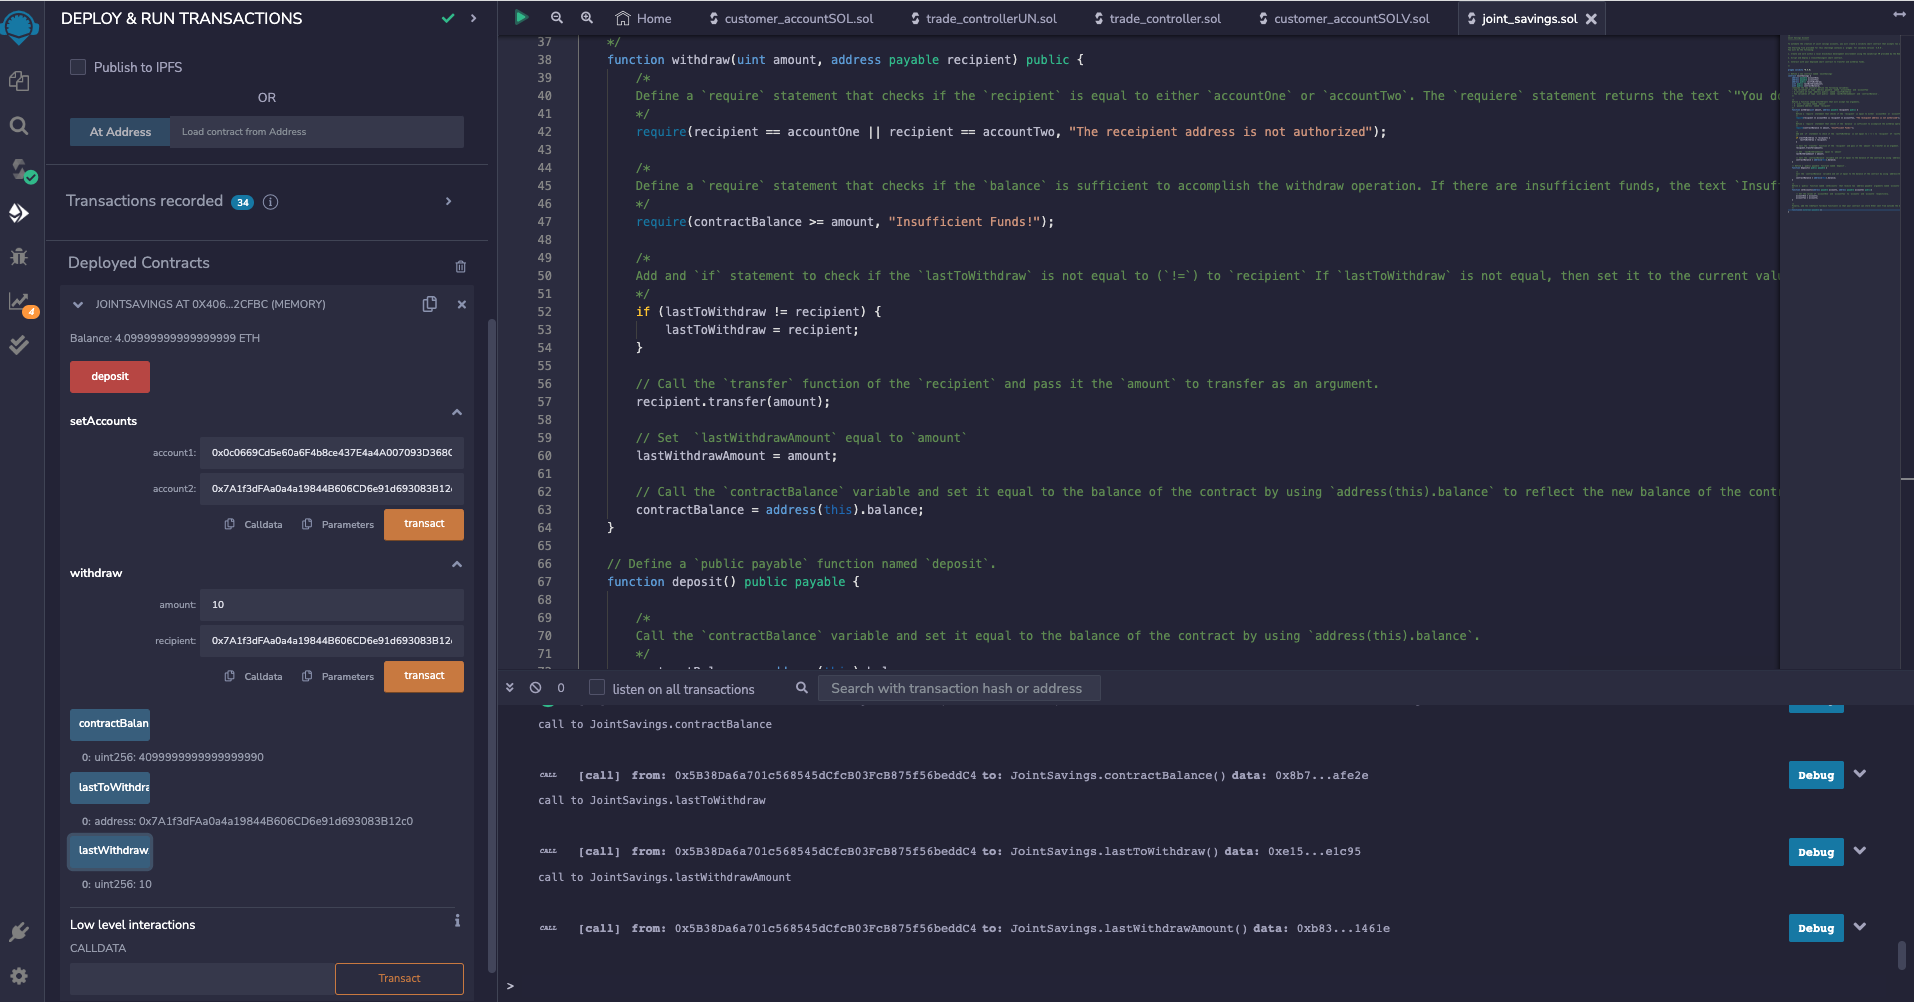 DEPLOY & RUN TRANSACTIONS
Publish to IPFS
OR
At Address
Load contract from Address
Transactions recorded 34 i
Deployed Contracts
JOINTSAVINGS AT 0X406...2CFBC (MEMORY)
Balance: 4.09999999999999999 ETH
deposit
setAccounts
account1: 0x0c0669Cd5e60a6F4b8ce437E4a4A007093D368
account2: 0x7A1f3dFAa0a4a19844B606CD6e91d693083B12
Calldata Parameters transact
withdraw
amount: 10
recipient: 0x7A1f3dFAa0a4a19844B606CD6e91d693083B12
Calldata Parameters transact
contractBalan
0: uint256: 4099999999999999990
lastToWithdra
0: address: 0x7A1f3dFAa0a4a19844B606CD6e91d693083B12c0
lastWithdraw
0: uint256: 10
Low level interactions i
CALLDATA
Transact
4
Home customer_accountSOL.sol trade_controllerUN.sol trade_controller.sol customer_accountSOLV.sol joint_savings.sol
37 */
38 function withdraw(uint amount, address payable recipient) public {
39 /*
40 Define a `require` statement that checks if the `recipient` is equal to either `accountOne` or `accountTwo`. The `requiere` statement returns the text `"You do
41 */
42 require(recipient == accountOne || recipient == accountTwo, "The receipient address is not authorized");
43
44 /*
45 Define a `require` statement that checks if the `balance` is sufficient to accomplish the withdraw operation. If there are insufficient funds, the text `Insuf
46 */
47 require(contractBalance >= amount, "Insufficient Funds!");
48
49 /*
50 Add and `if` statement to check if the `lastToWithdraw` is not equal to (`!=`) to `recipient` If `lastToWithdraw` is not equal, then set it to the current val
51 */
52 if (lastToWithdraw != recipient) {
53 lastToWithdraw = recipient;
54 }
55
56 // Call the `transfer` function of the `recipient` and pass it the `amount` to transfer as an argument.
57 recipient.transfer(amount);
58
59 // Set  `lastWithdrawAmount` equal to `amount`
60 lastWithdrawAmount = amount;
61
62 // Call the `contractBalance` variable and set it equal to the balance of the contract by using `address(this).balance` to reflect the new balance of the cont
63 contractBalance = address(this).balance;
64 }
65
66 // Define a `public payable` function named `deposit`.
67 function deposit() public payable {
68
69 /*
70 Call the `contractBalance` variable and set it equal to the balance of the contract by using `address(this).balance`.
71 */
0 listen on all transactions Search with transaction hash or address
call to JointSavings.contractBalance
CALL [call] from: 0x5B38Da6a701c568545dCfcB03FcB875f56beddC4 to: JointSavings.contractBalance() data: 0x8b7...afe2e Debug
call to JointSavings.lastToWithdraw
CALL [call] from: 0x5B38Da6a701c568545dCfcB03FcB875f56beddC4 to: JointSavings.lastToWithdraw() data: 0xe15...e1c95 Debug
call to JointSavings.lastWithdrawAmount
CALL [call] from: 0x5B38Da6a701c568545dCfcB03FcB875f56beddC4 to: JointSavings.lastWithdrawAmount() data: 0xb83...1461e Debug
>